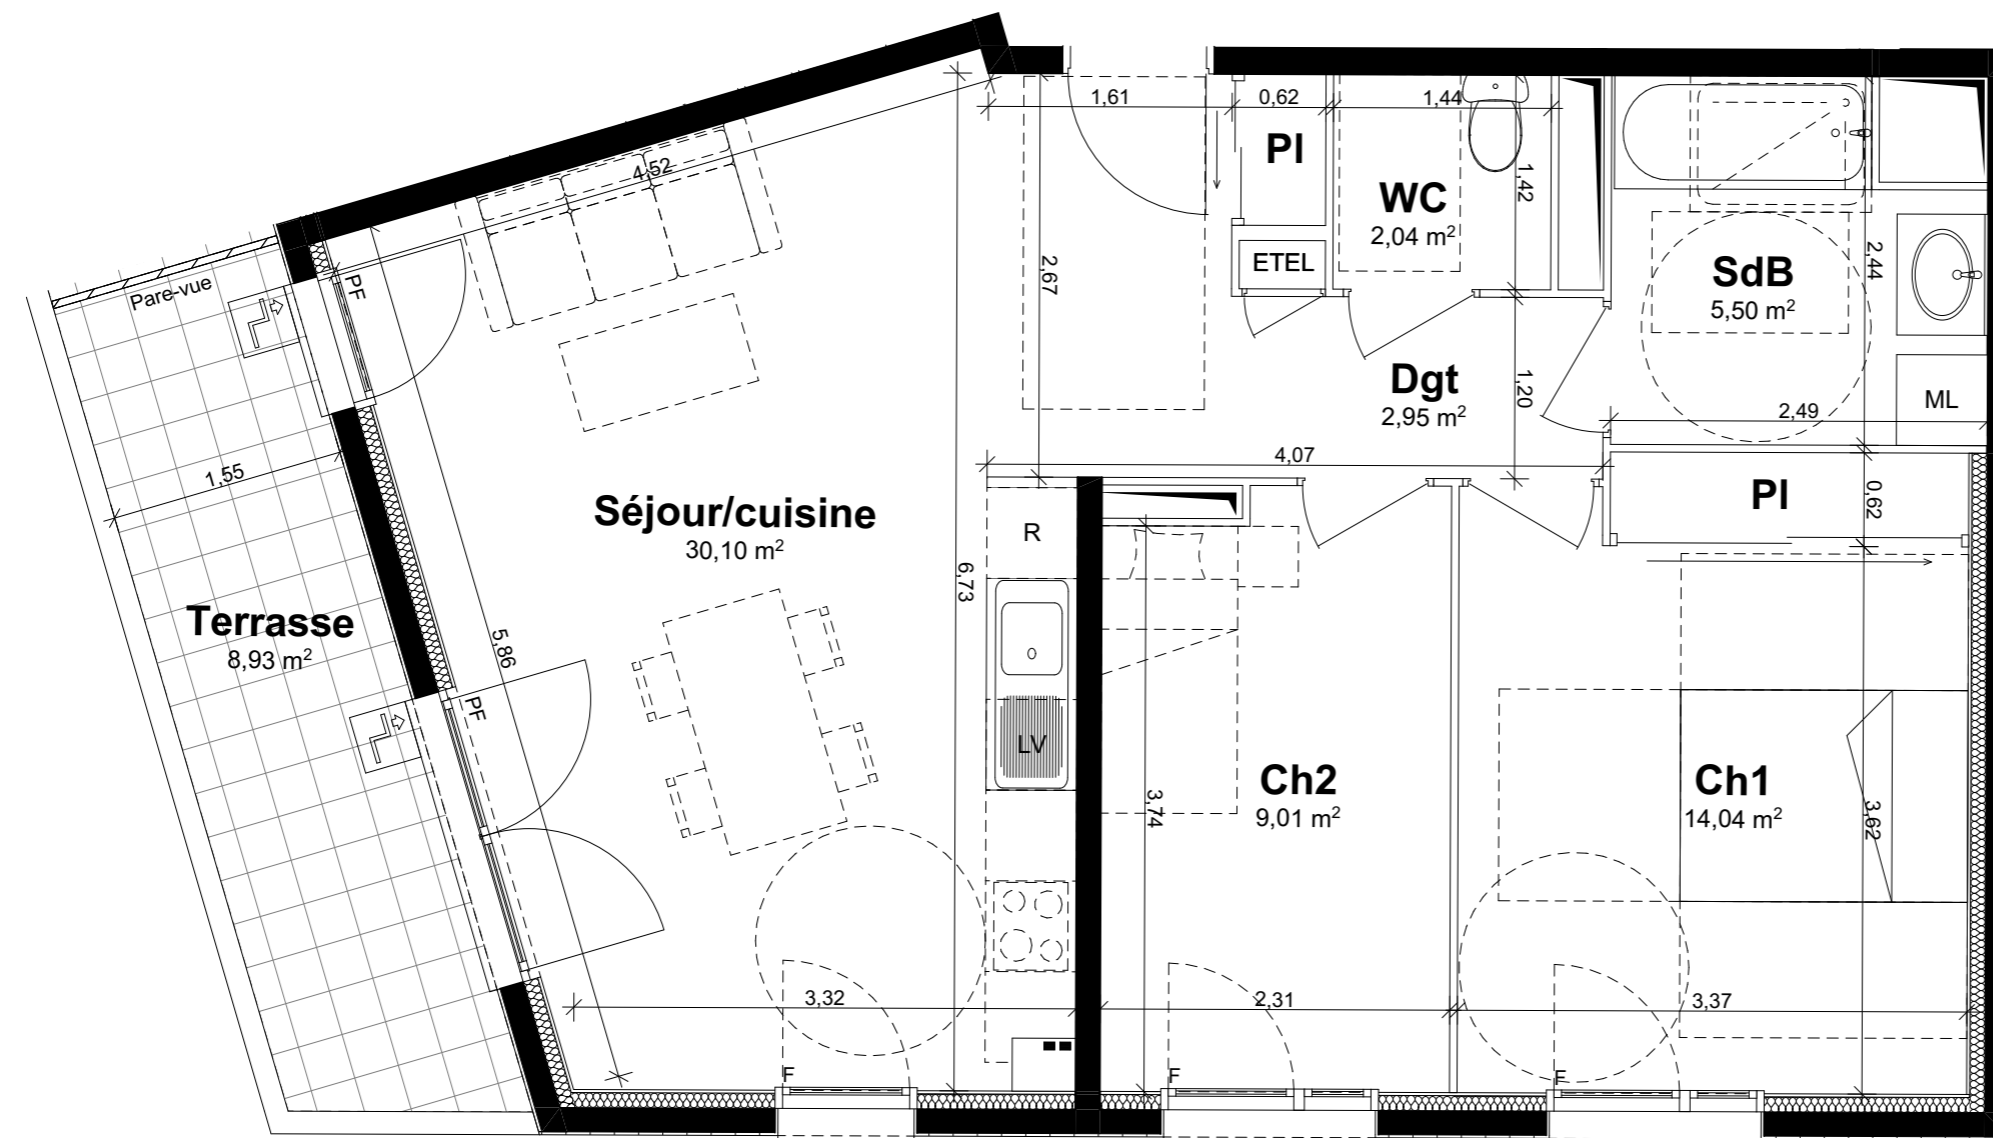 1,61
0,62
1,44
Pl
4,52
WC
2,04 m²
1,42
ETEL
2,67
SdB
5,50 m²
2,44
Pare-vue
PF
Dgt
2,95 m²
1,20
ML
2,49
4,07
1,55
Séjour/cuisine
30,10 m²
R
Pl
0,62
6,73
Terrasse
8,93 m²
5,86
PF
LV
Ch2
9,01 m²
3,74
Ch1
14,04 m²
3,62
3,32
2,31
3,37
F
F
F